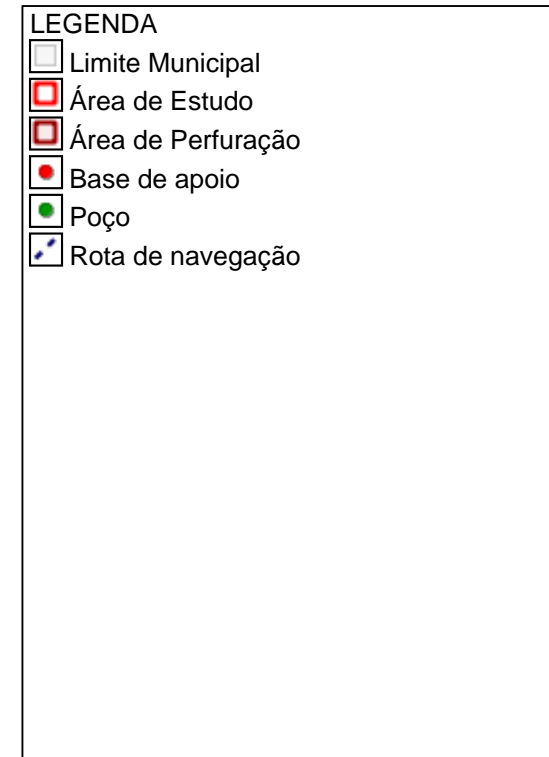 LEGENDA
Limite Municipal
Área de Estudo
Área de Perfuração
Base de apoio
Poço
Rota de navegação